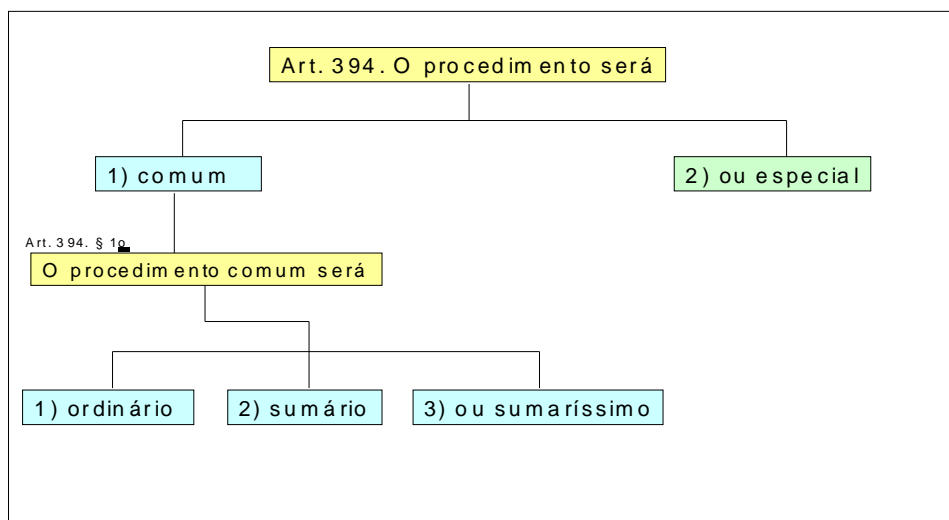 Art. 394. O procedimento será
1) comum
2) ou especial
Art. 394. § 1o
O procedimento comum será
1) ordinário
2) sumário
3) ou sumaríssimo